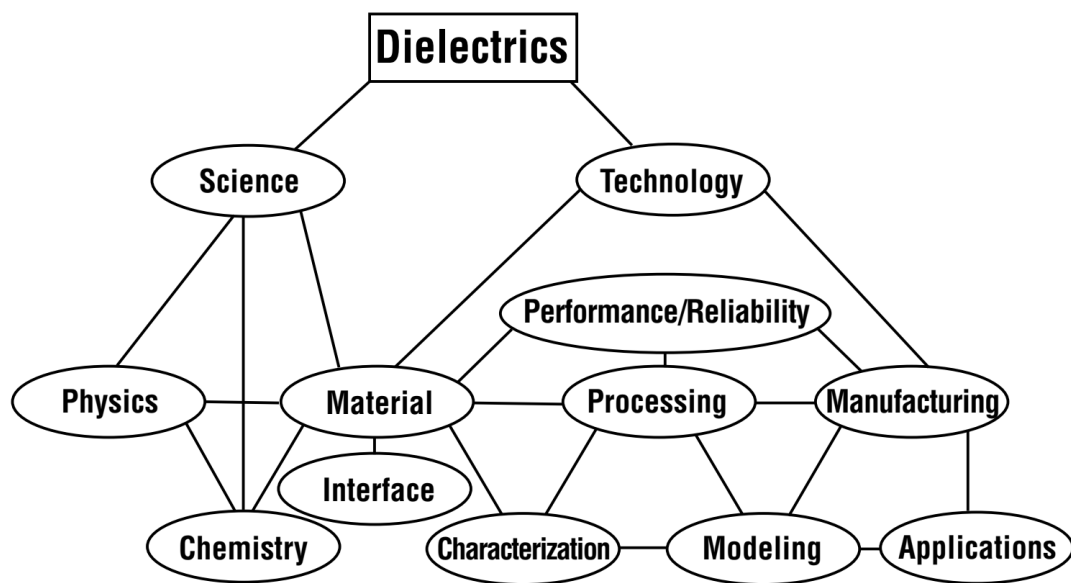 Dielectrics
Science
Technology
Performance/Reliability
Physics
Material
Processing
Manufacturing
Interface
Chemistry
Characterization
Modeling
Applications